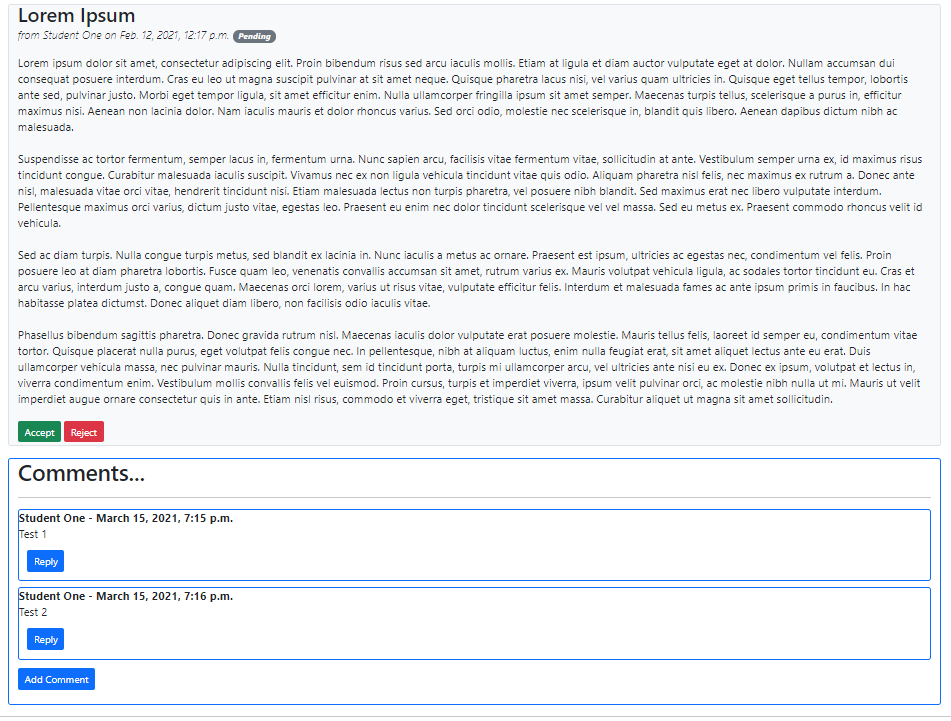 Lorem Ipsum
from Student One on Feb. 12, 2021, 12:17 p.m. Pending
Lorem ipsum dolor sit amet, consectetur adipiscing elit. Proin bibendum risus sed arcu iaculis mollis. Etiam at ligula et diam auctor vulputate eget at dolor. Nullam accumsan dui
consequat posuere interdum. Cras eu leo ut magna suscipit pulvinar at sit amet neque. Quisque pharetra lacus nisi, vel varius quam ultricies in. Quisque eget tellus tempor, lobortis
ante sed, pulvinar justo. Morbi eget tempor ligula, sit amet efficitur enim. Nulla ullamcorper fringilla ipsum sit amet semper. Maecenas turpis tellus, scelerisque a purus in, efficitur
maximus nisi. Aenean non lacinia dolor. Nam iaculis mauris et dolor rhoncus varius. Sed orci odio, molestie nec scelerisque in, blandit quis libero. Aenean dapibus dictum nibh ac
malesuada.
Suspendisse ac tortor fermentum, semper lacus in, fermentum urna. Nunc sapien arcu, facilisis vitae fermentum vitae, sollicitudin at ante. Vestibulum semper urna ex, id maximus risus
tincidunt congue. Curabitur malesuada iaculis suscipit. Vivamus nec ex non ligula vehicula tincidunt vitae quis odio. Aliquam pharetra nisl felis, nec maximus ex rutrum a. Donec ante
nisl, malesuada vitae orci vitae, hendrerit tincidunt nisi. Etiam malesuada lectus non turpis pharetra, vel posuere nibh blandit. Sed maximus erat nec libero vulputate interdum.
Pellentesque maximus orci varius, dictum justo vitae, egestas leo. Praesent eu enim nec dolor tincidunt scelerisque vel vel massa. Sed eu metus ex. Praesent commodo rhoncus velit id
vehicula.
Sed ac diam turpis. Nulla congue turpis metus, sed blandit ex lacinia in. Nunc iaculis a metus ac ornare. Praesent est ipsum, ultricies ac egestas nec, condimentum vel felis. Proin
posuere leo at diam pharetra lobortis. Fusce quam leo, venenatis convallis accumsan sit amet, rutrum varius ex. Mauris volutpat vehicula ligula, ac sodales tortor tincidunt eu. Cras et
arcu varius, interdum justo a, congue quam. Maecenas orci lorem, varius ut risus vitae, vulputate efficitur felis. Interdum et malesuada fames ac ante ipsum primis in faucibus. In hac
habitasse platea dictumst. Donec aliquet diam libero, non facilisis odio iaculis vitae.
Phasellus bibendum sagittis pharetra. Donec gravida rutrum nisl. Maecenas iaculis dolor vulputate erat posuere molestie. Mauris tellus felis, laoreet id semper eu, condimentum vitae
tortor. Quisque placerat nulla purus, eget volutpat felis congue nec. In pellentesque, nibh at aliquam luctus, enim nulla feugiat erat, sit amet aliquet lectus ante eu erat. Duis
ullamcorper vehicula massa, nec pulvinar mauris. Nulla tincidunt, sem id tincidunt porta, turpis mi ullamcorper arcu, vel ultricies ante nisi eu ex. Donec ex ipsum, volutpat et lectus in,
viverra condimentum enim. Vestibulum mollis convallis felis vel euismod. Proin cursus, turpis et imperdiet viverra, ipsum velit pulvinar orci, ac molestie nibh nulla ut mi. Mauris ut velit
imperdiet augue ornare consectetur quis in ante. Etiam nisl risus, commodo et viverra eget, tristique sit amet massa. Curabitur aliquet ut magna sit amet sollicitudin.
Accept Reject
Comments...
Student One - March 15, 2021, 7:15 p.m.
Test 1
Reply
Student One - March 15, 2021, 7:16 p.m.
Test 2
Reply
Add Comment